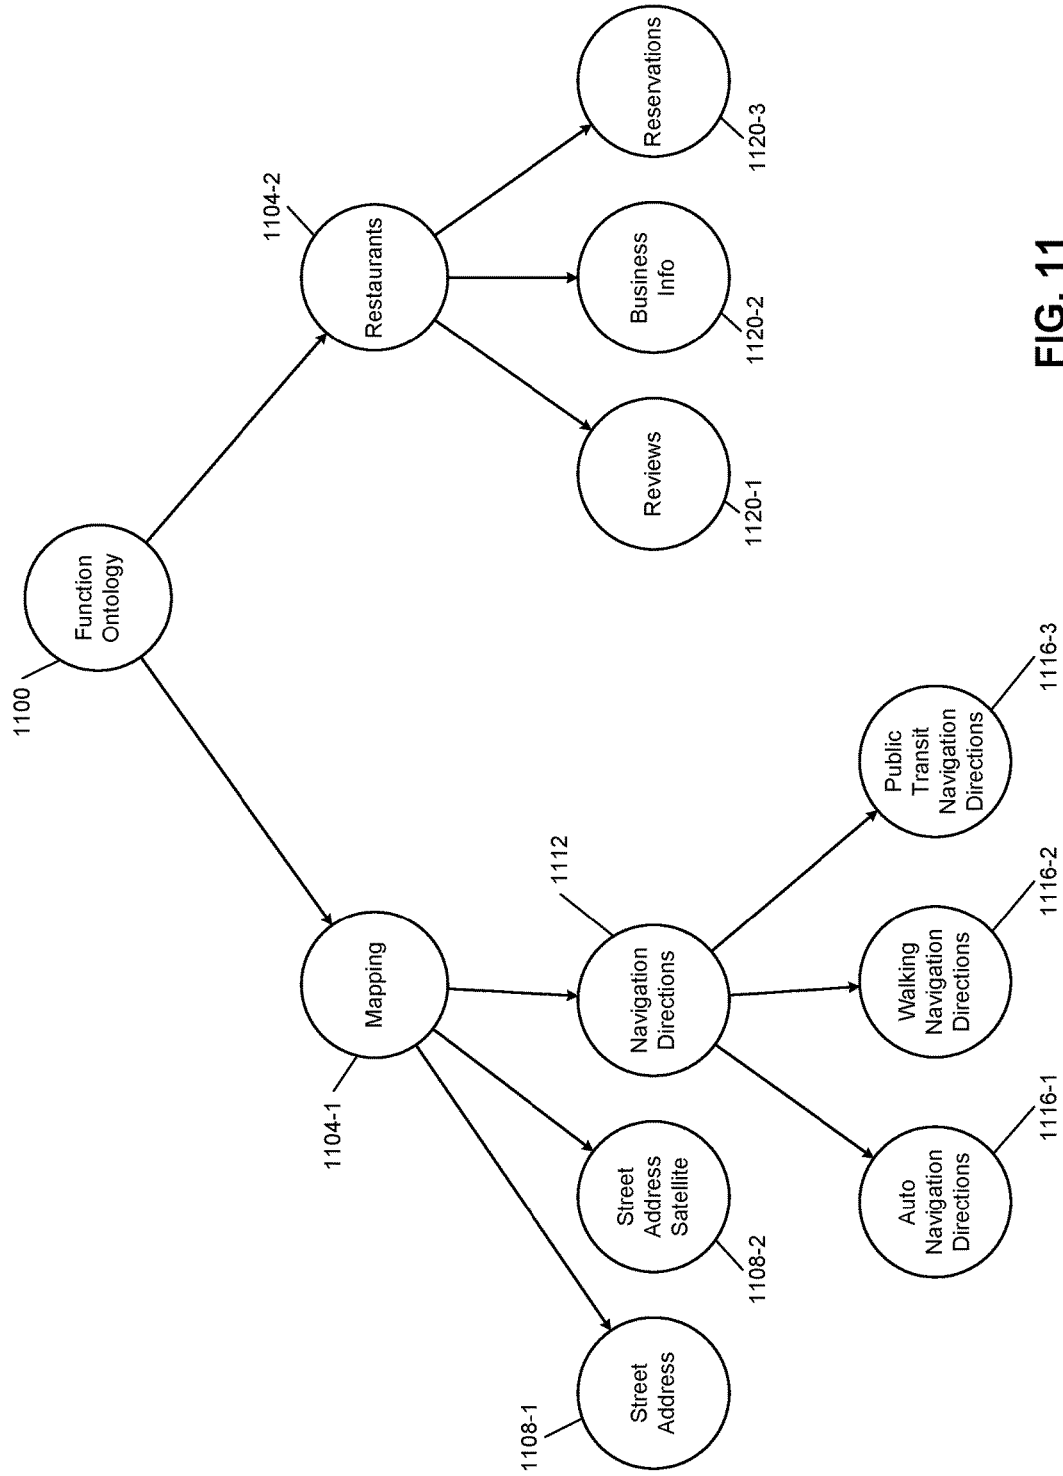 1100
Function
Ontology
1104-1
Mapping
1104-2
Restaurants
1108-1
Street
Address
1108-2
Street
Address
Satellite
1112
Navigation
Directions
1120-1
Reviews
1120-2
Business
Info
1120-3
Reservations
1116-1
Auto
Navigation
Directions
1116-2
Walking
Navigation
Directions
1116-3
Public
Transit
Navigation
Directions
FIG. 11